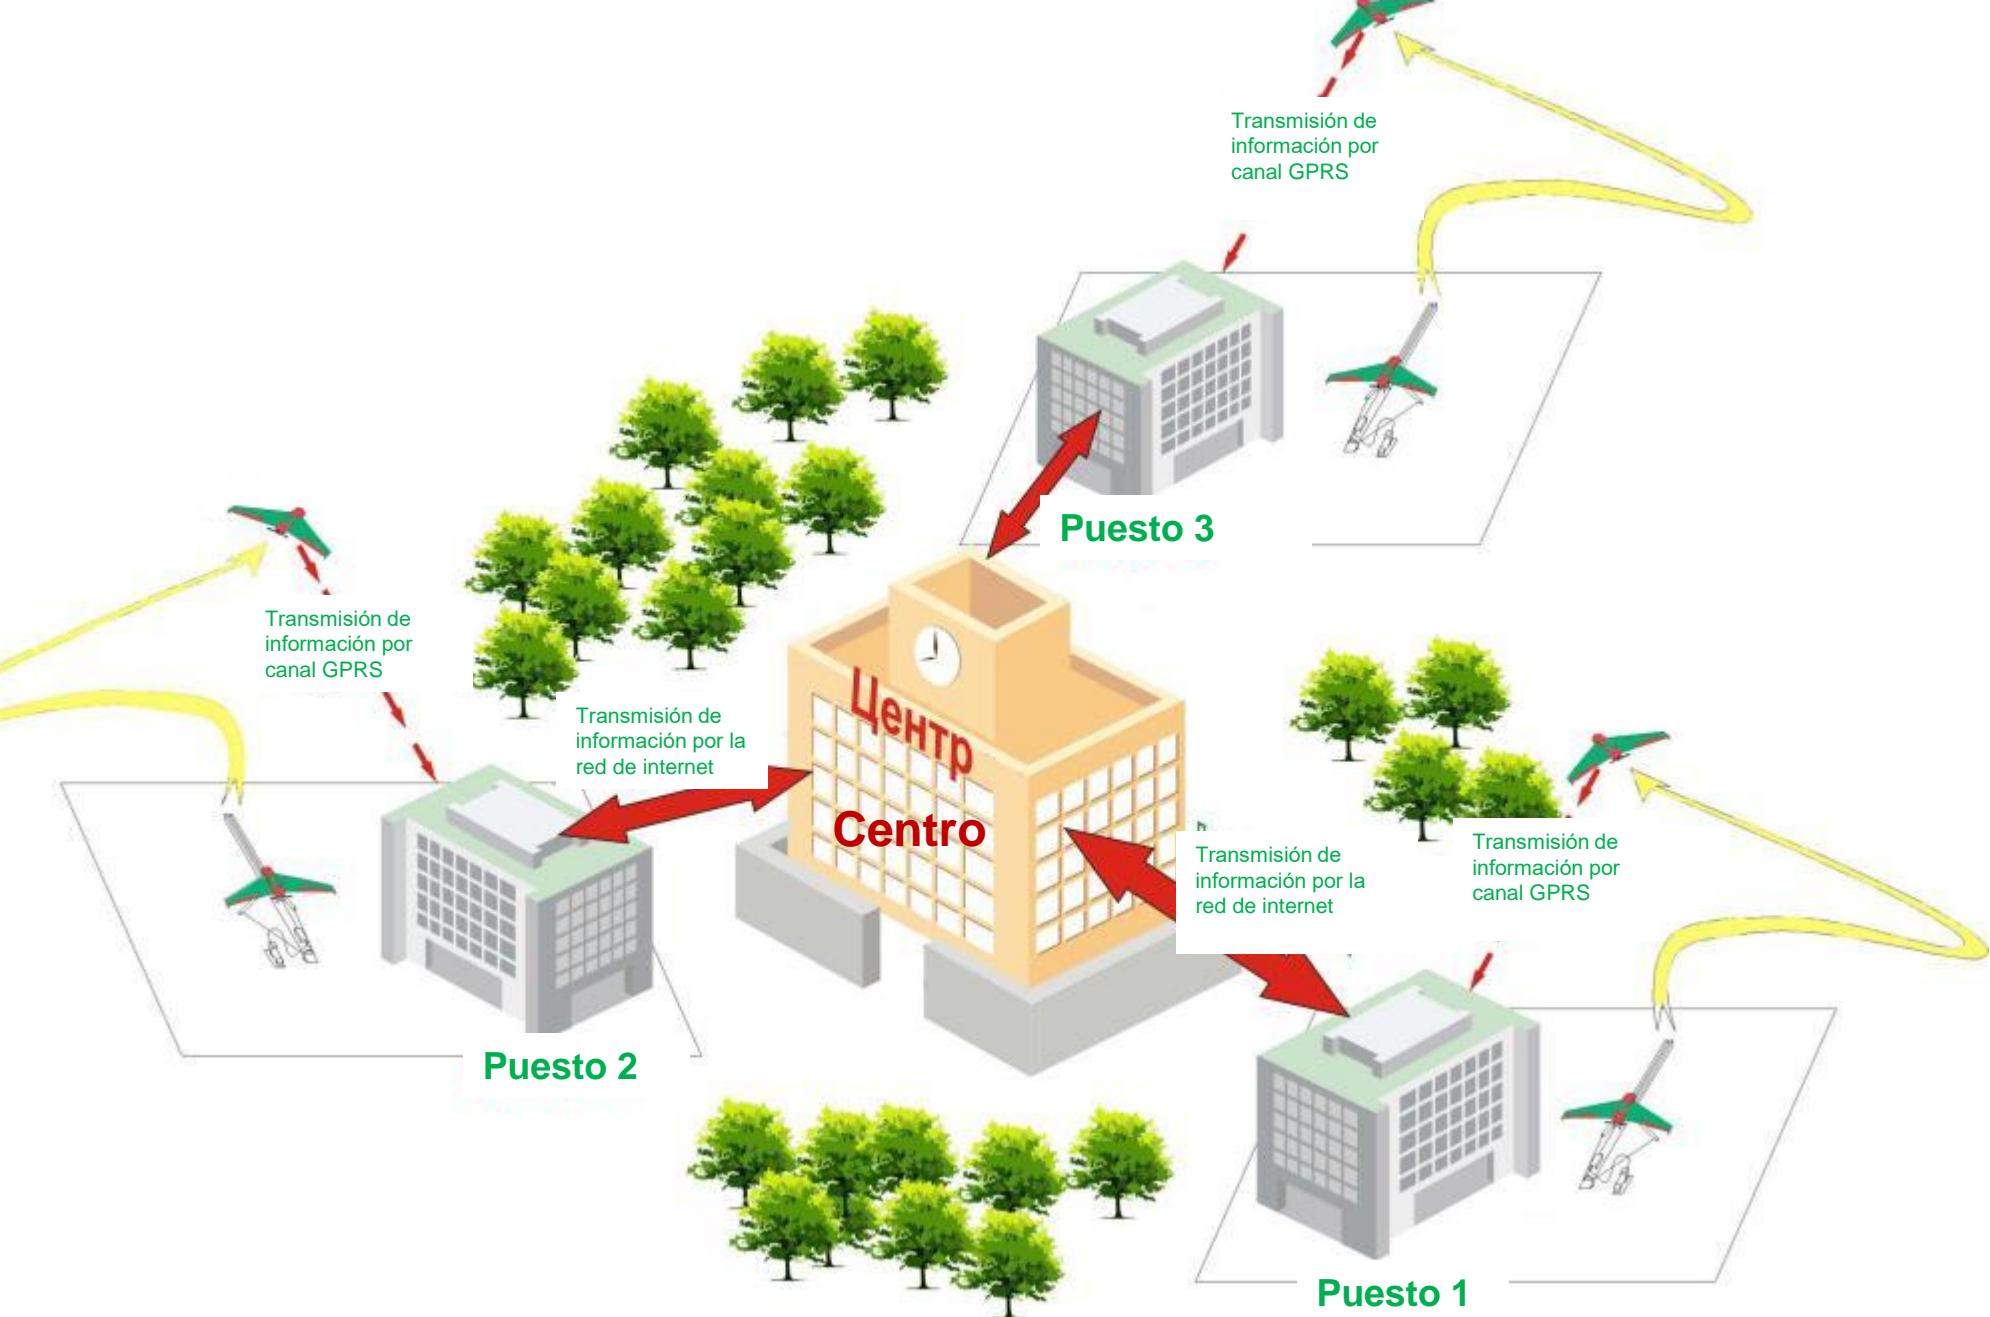 Transmisión de
información por
canal GPRS
Puesto 3
Transmisión de
información por
canal GPRS
Transmisión de
información por la
red de internet
Центр
Centro
Transmisión de
información por la
red de internet
Transmisión de
información por
canal GPRS
Puesto 2
Puesto 1